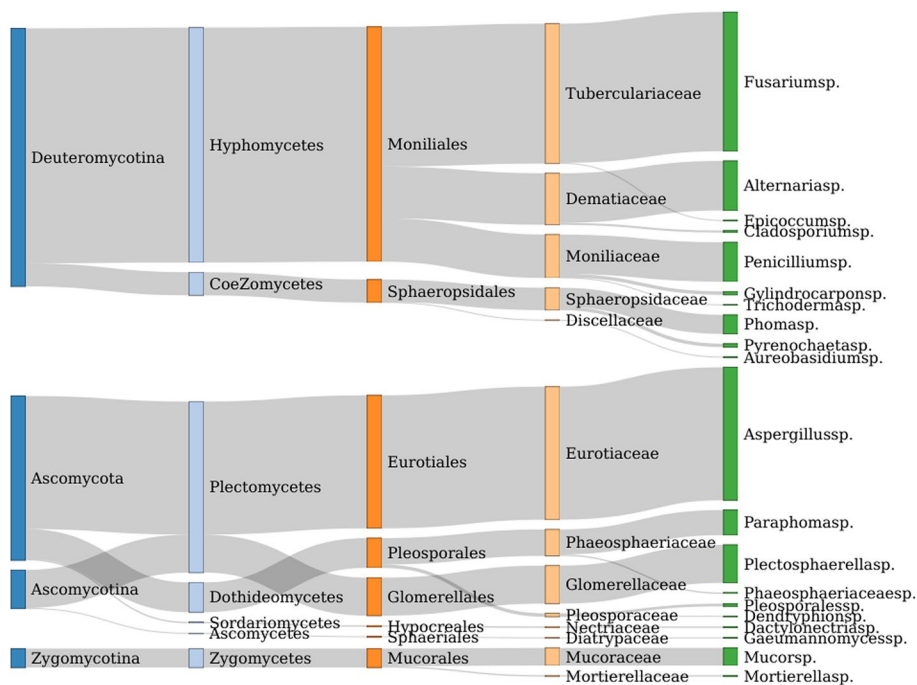 Deuteromycotina
Ascomycota
Ascomycotina
Zygomycotina
Hyphomycetes
CoeZomycetes
Plectomycetes
Dothideomycetes
Sordariomycetes
Ascomycetes
Zygomycetes
Moniliales
Sphaeropsidales
Eurotiales
Pleosporales
Glomerellales
Hypocreales
Sphaeriales
Mucorales
Tuberculariaceae
Dematiaceae
Moniliaceae
Sphaeropsidaceae
Discellaceae
Eurotiaceae
Phaeosphaeriaceae
Glomerellaceae
Pleosporaceae
Nectriaceae
Diatrypaceae
Mucoraceae
Mortierellaceae
Fusariumsp.
Alternariasp.
Epicoccumsp.
Cladosporiumsp.
Penicilliumsp.
Gylindrocarponsp.
Trichodermasp.
Phomasp.
Pyrenochaetasp.
Aureobasidiumsp.
Aspergillussp.
Paraphomasp.
Plectosphaerellasp.
Phaeosphaeriaceaesp.
Pleosporalessp.
Dendryphionsp.
Dactylonectriasp.
Gaeumannomycessp.
Mucorsp.
Mortierellasp.